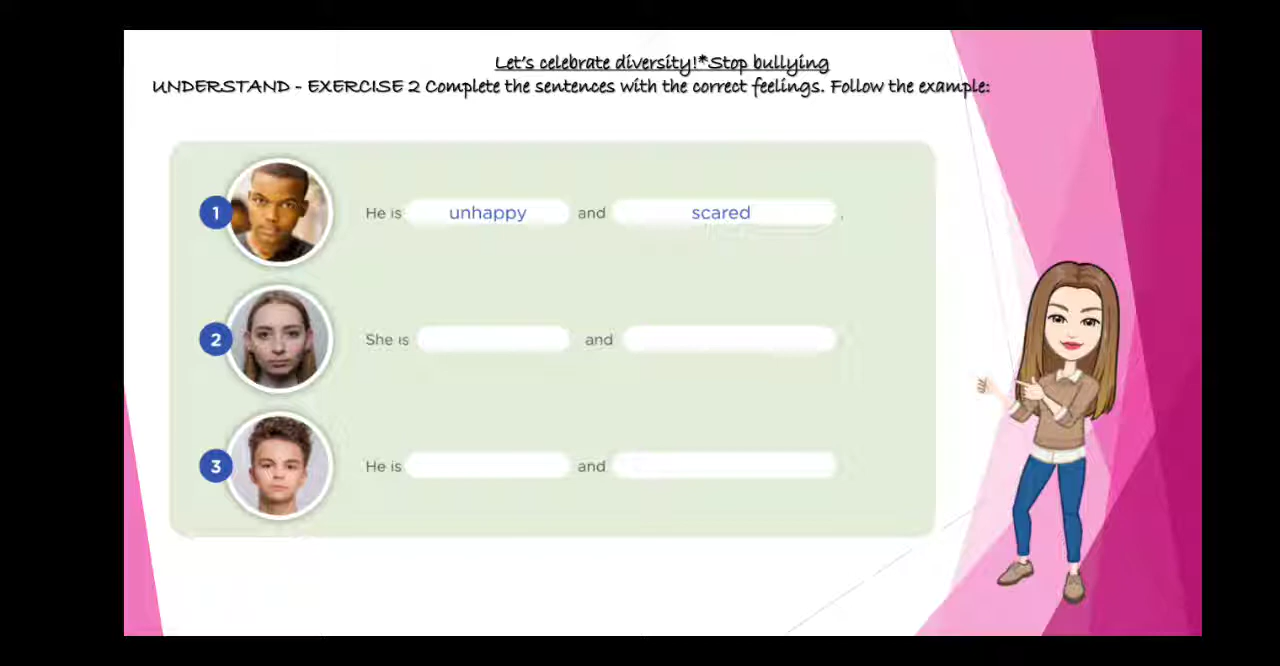 Let's celebrate diversity!*Stop bullying
UNDERSTAND - EXERCISE 2 Complete the sentences with the correct feelings. Follow the example:
1 He is unhappy and scared .
2 She is and
3 He is and